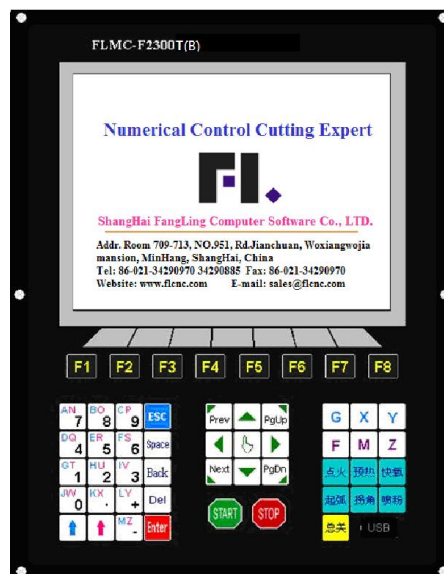 FLMC-F2300T(B)
Numerical Control Cutting Expert
FL.
ShangHai FangLing Computer Software Co., LTD.
Addr. Room 709-713, NO.951, Rd.Jianchuan, Woxiangwojia
mansion, MinHang, ShangHai, China
Tel: 86-021-34290970 34290885 Fax: 86-021-34290970
Website: www.flcnc.com E-mail: sales@flcnc.com
F1 F2 F3 F4 F5 F6 F7 F8
AN 7 BO 8 CP 9 ESC Prev PgUp G X Y
DQ 4 ER 5 FS 6 Space F M Z
GT 1 HU 2 IV 3 Back Next PgDn 点火 预热 快氧
JW 0 KX . LY + Del START STOP 起弧 拐角 喷粉
MZ - Enter 总关 USB